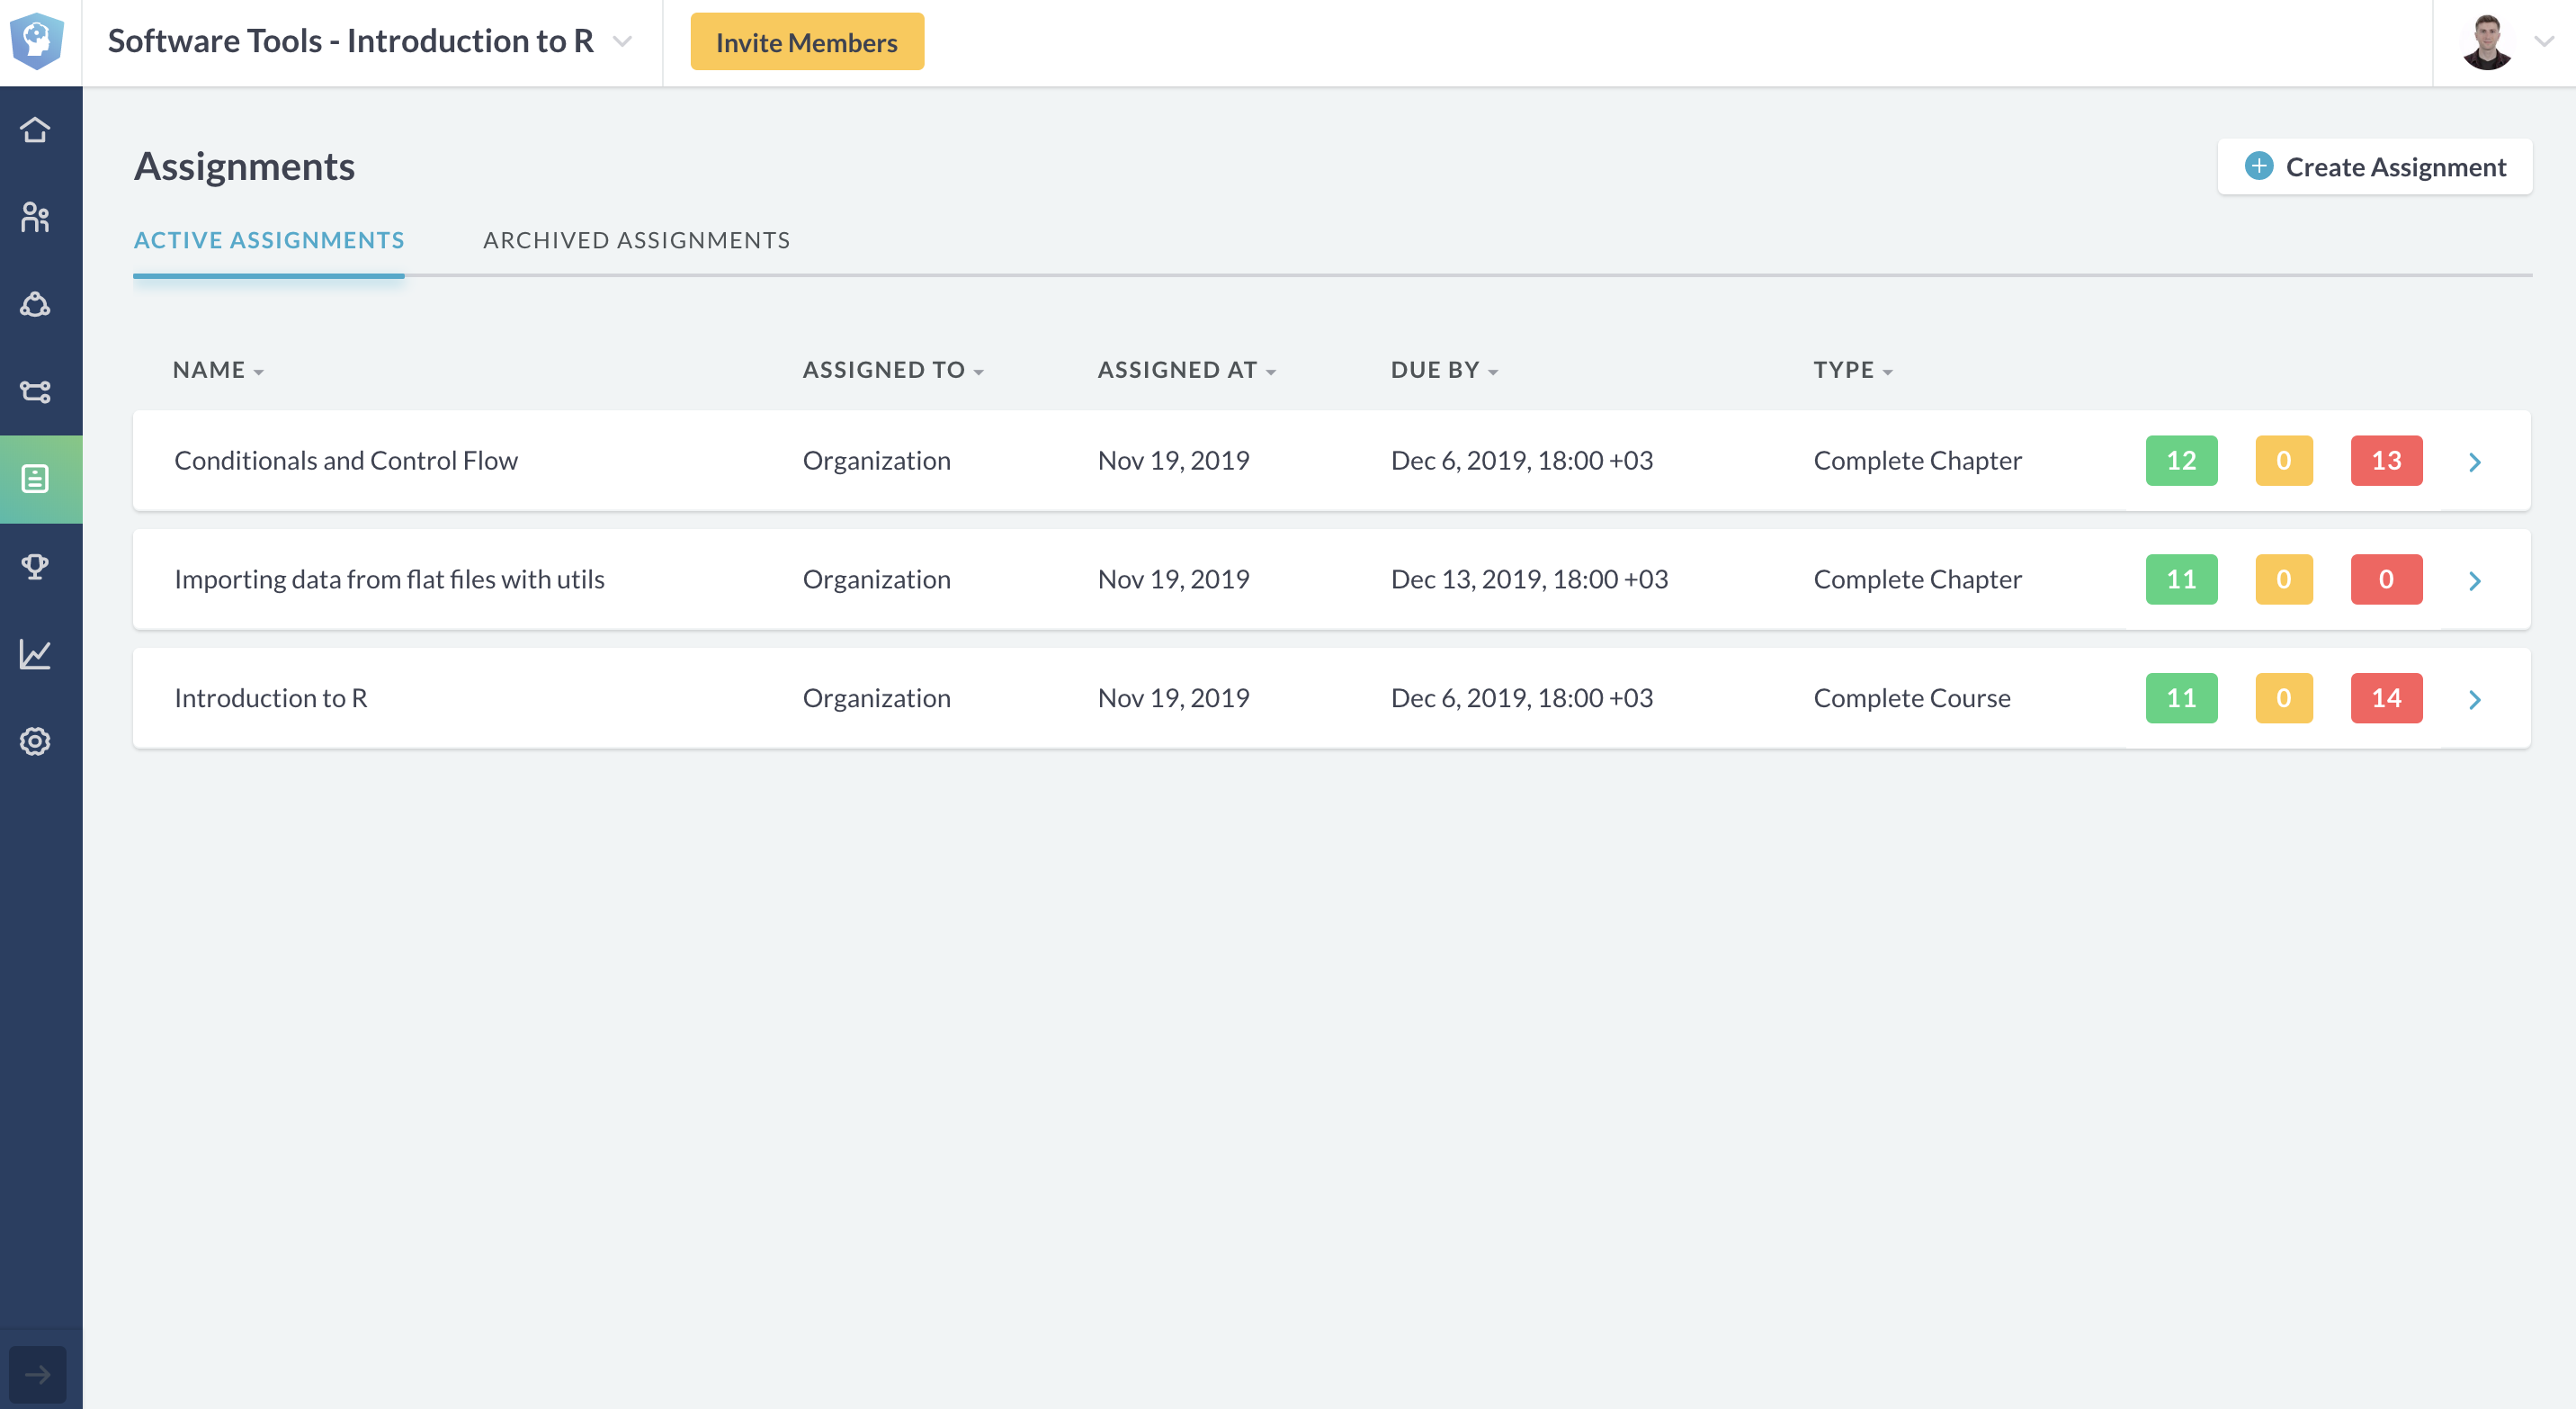 Software Tools - Introduction to R
Invite Members
Assignments
Create Assignment
ACTIVE ASSIGNMENTS ARCHIVED ASSIGNMENTS
NAME ASSIGNED TO ASSIGNED AT DUE BY TYPE
Conditionals and Control Flow Organization Nov 19, 2019 Dec 6, 2019, 18:00 +03 Complete Chapter 12 0 13
Importing data from flat files with utils Organization Nov 19, 2019 Dec 13, 2019, 18:00 +03 Complete Chapter 11 0 0
Introduction to R Organization Nov 19, 2019 Dec 6, 2019, 18:00 +03 Complete Course 11 0 14